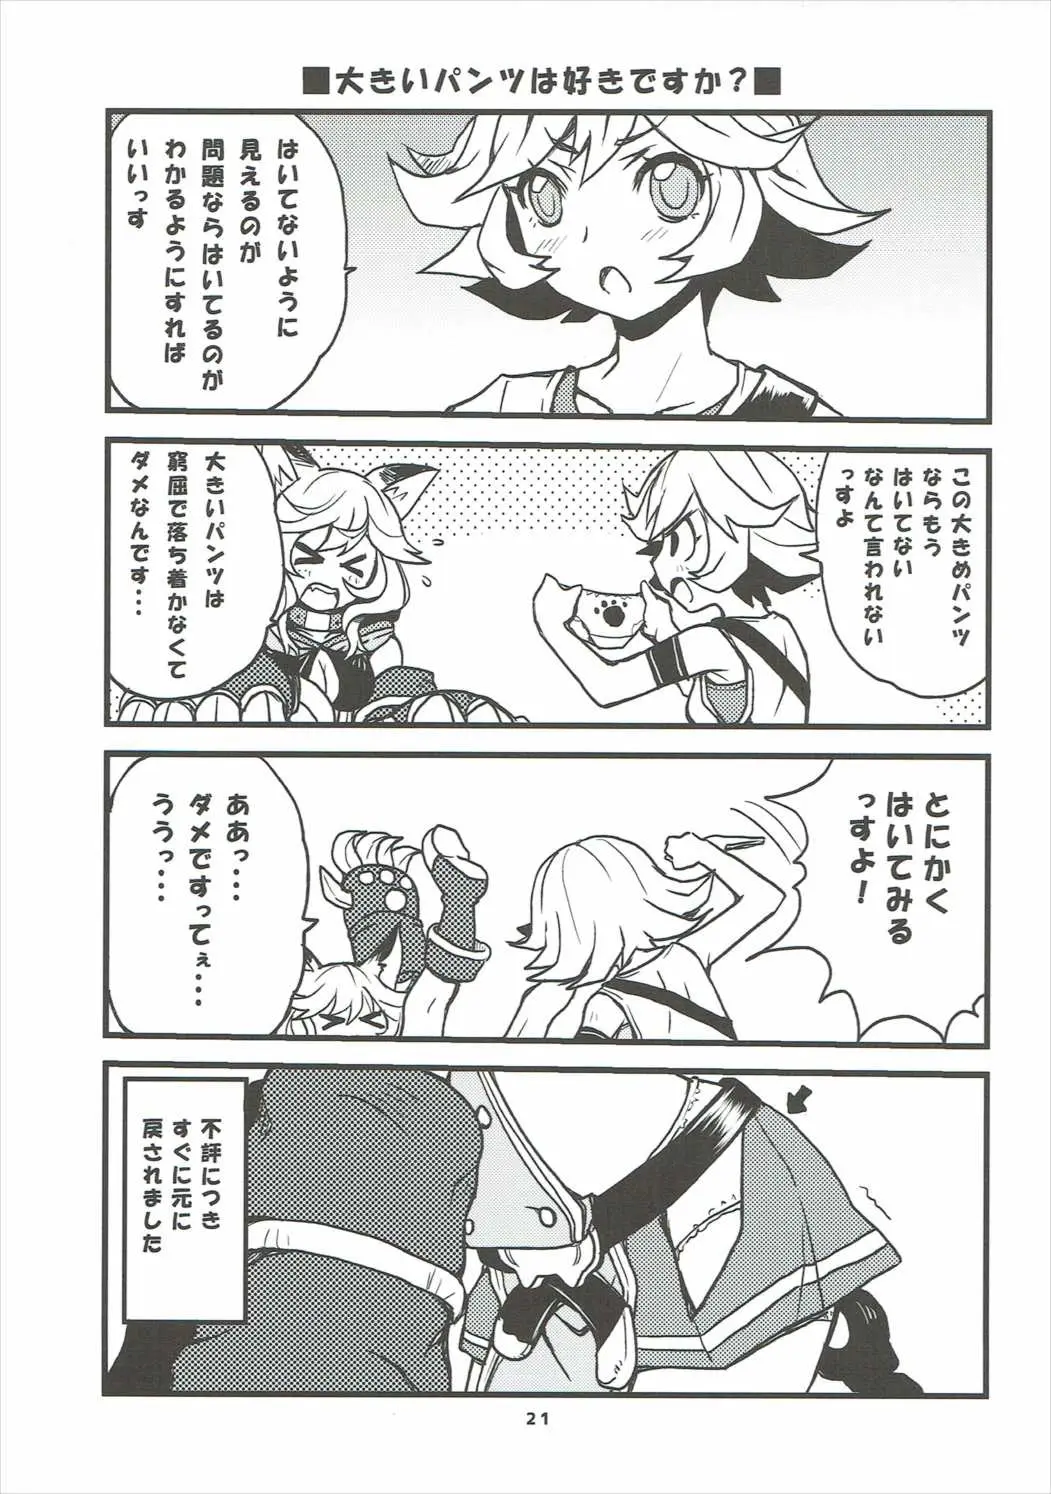 ■大きいパンツは好きですか？■
はいてないように
見えるのが
問題ならはいてるのが
わかるようにすれば
いいっす
この大きめパンツ
ならもう
はいてない
なんて言われない
っすよ
大きいパンツは
窮屈で落ち着かなくて
ダメなんです・・・
とにかく
はいてみる
っすよ！
ああっ・・・
ダメですってぇ・・・
ううっ・・・
不評につき
すぐに元に
戻されました
21